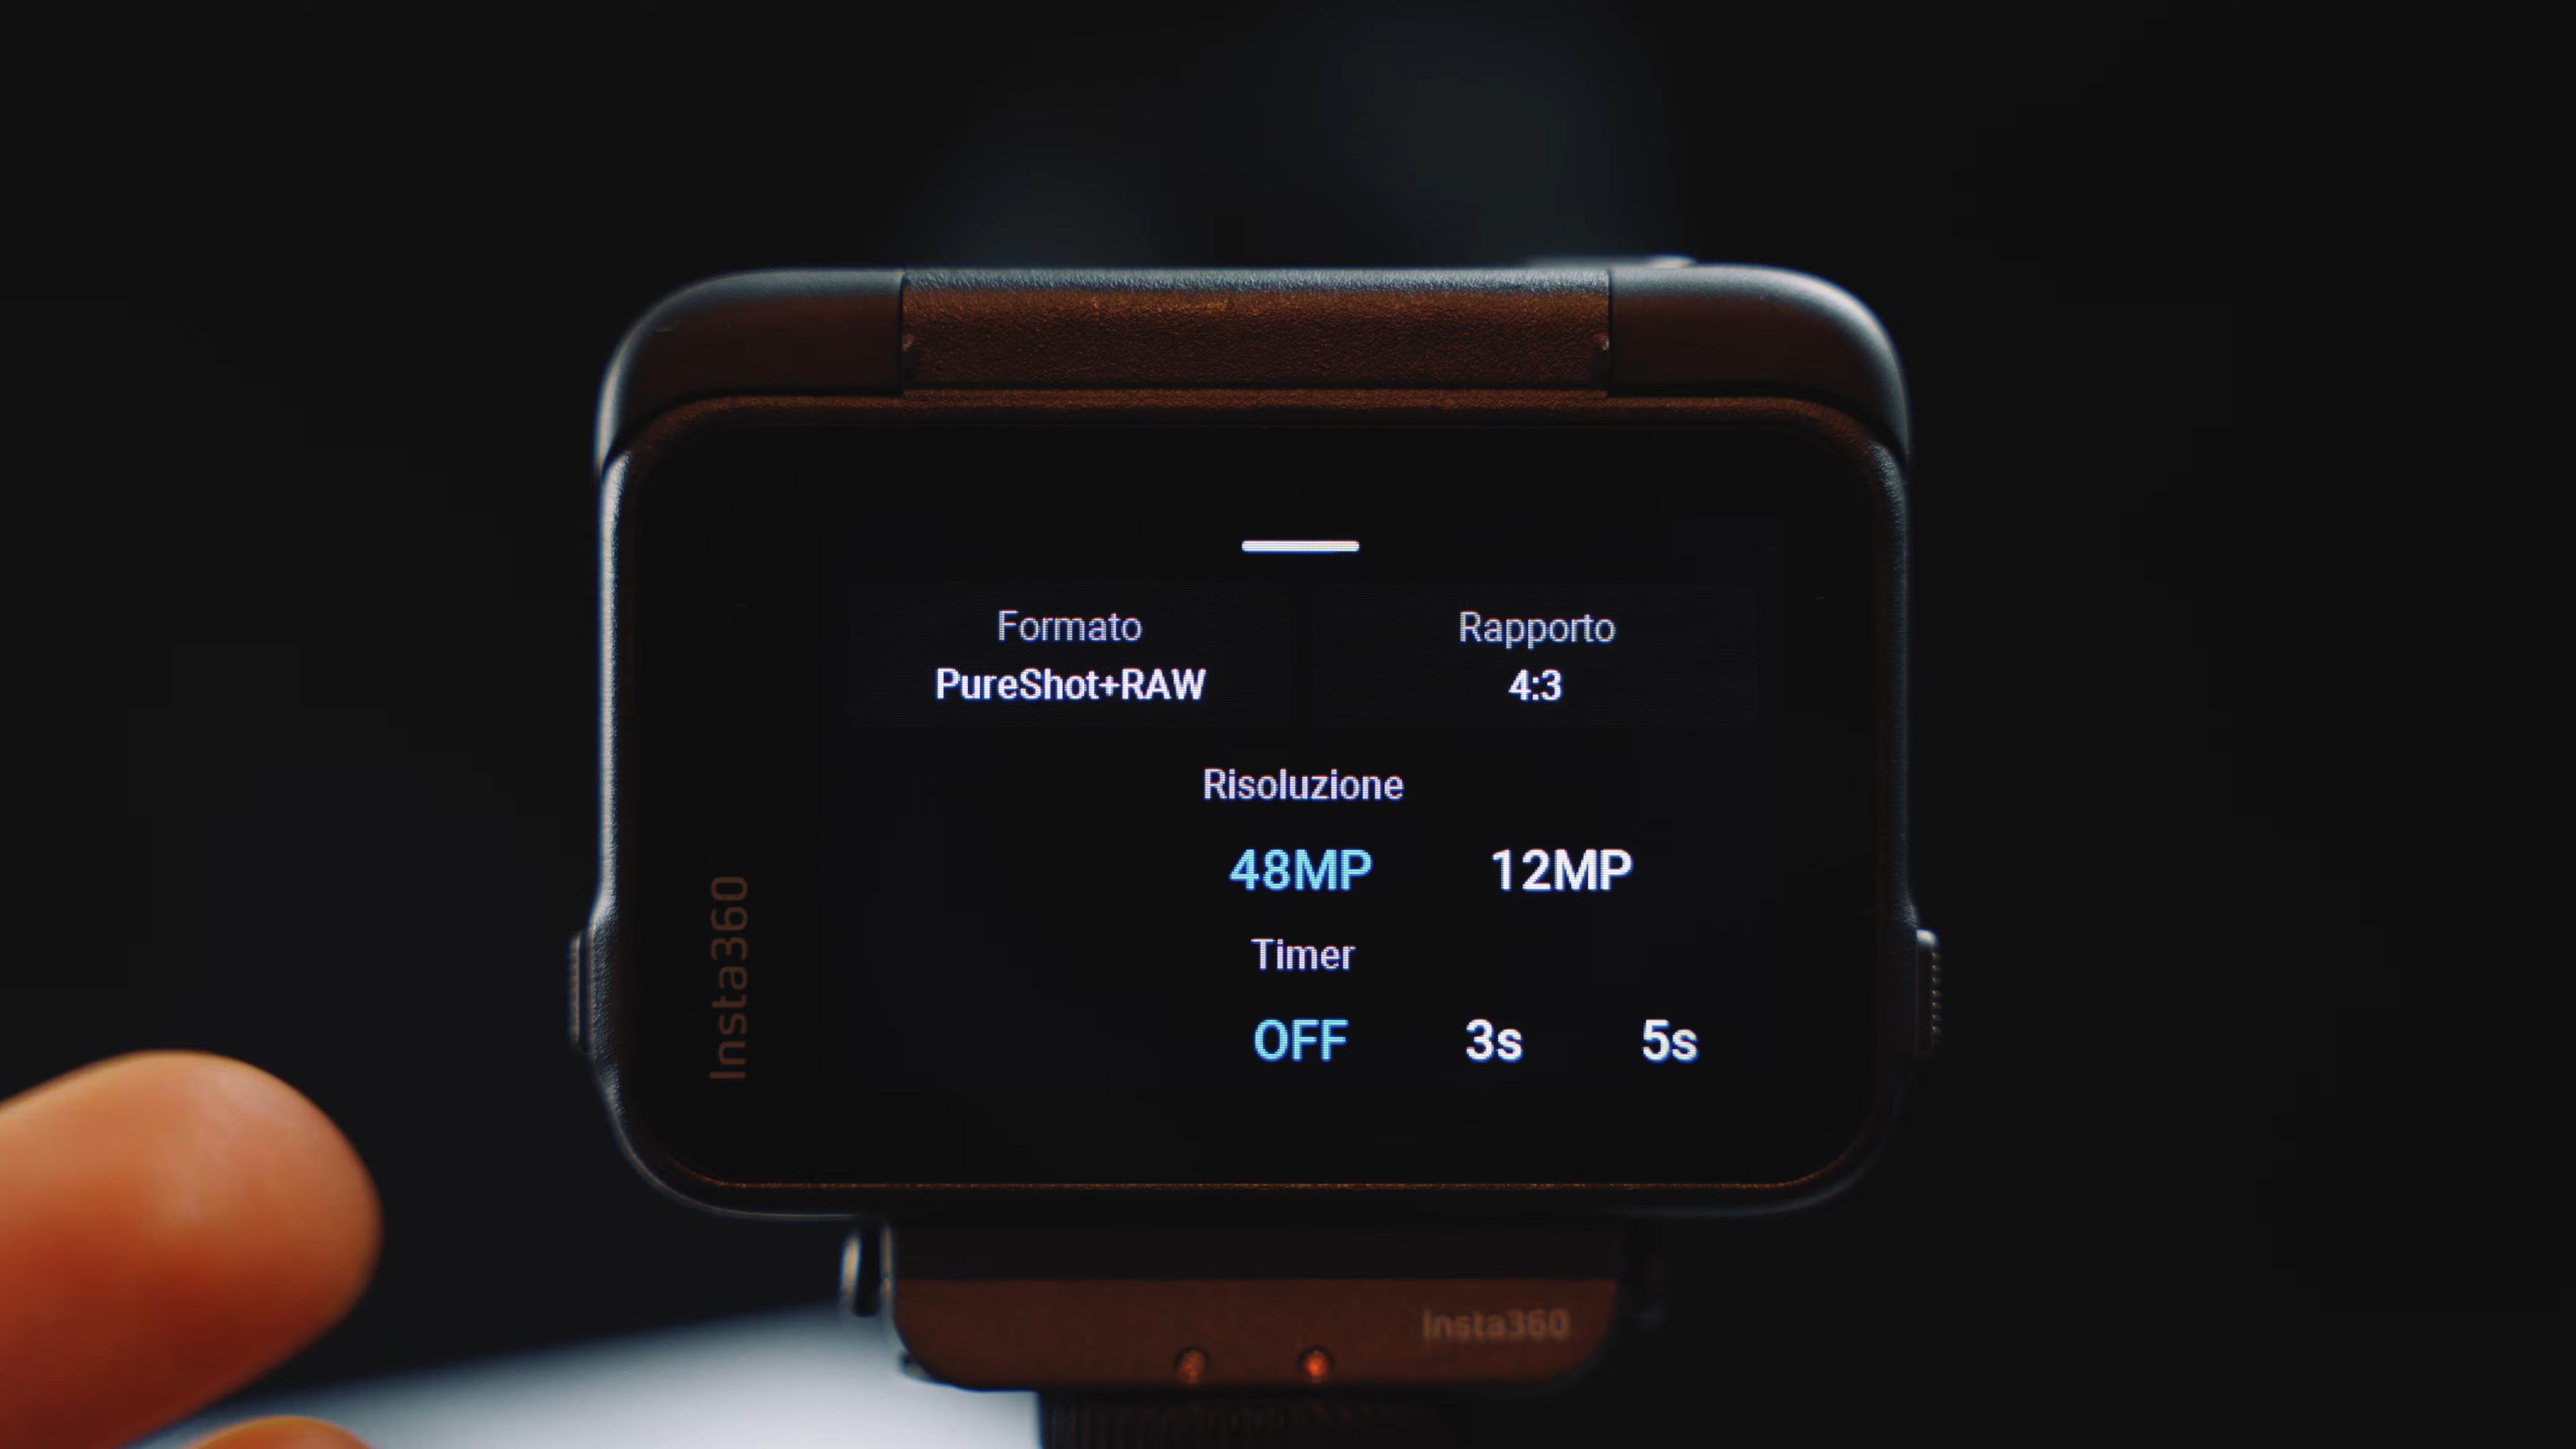 Formato
PureShot+RAW
Rapporto
4:3
Risoluzione
48MP 12MP
Timer
OFF 3s 5s
Insta360
Insta360